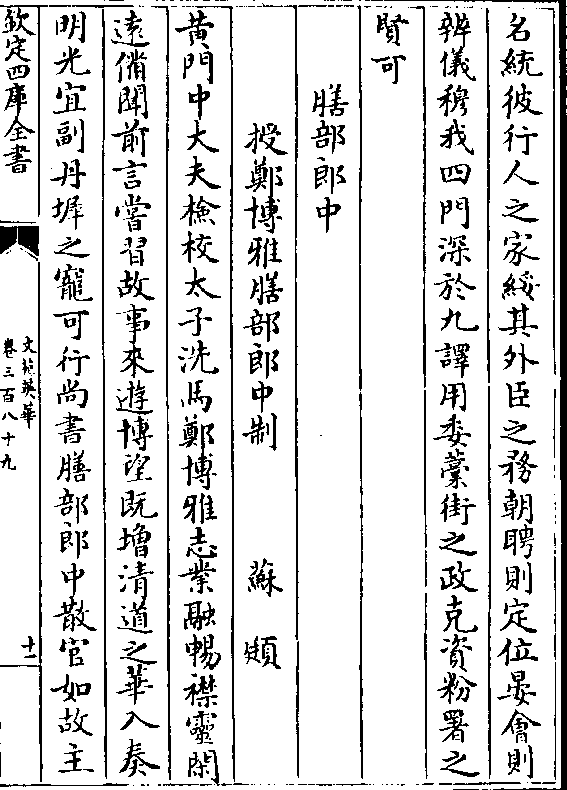 名統彼行人之家綏其外臣之務朝聘則定位宴會則
辨儀穆我四門深於九譯用委藁街之政克資粉署之
賢可
膳部郎中
授鄭博雅膳部郎中制 蘇頲
黄門中大夫檢校太子洗馬鄭博雅志業融暢襟靈閑
遠備聞前言嘗習故事來遊博望既增清道之華入奏
明光宜副丹墀之寵可行尚書膳部郎中散官如故主
欽定四庫全書
文苑英華
卷三百八十九
十一